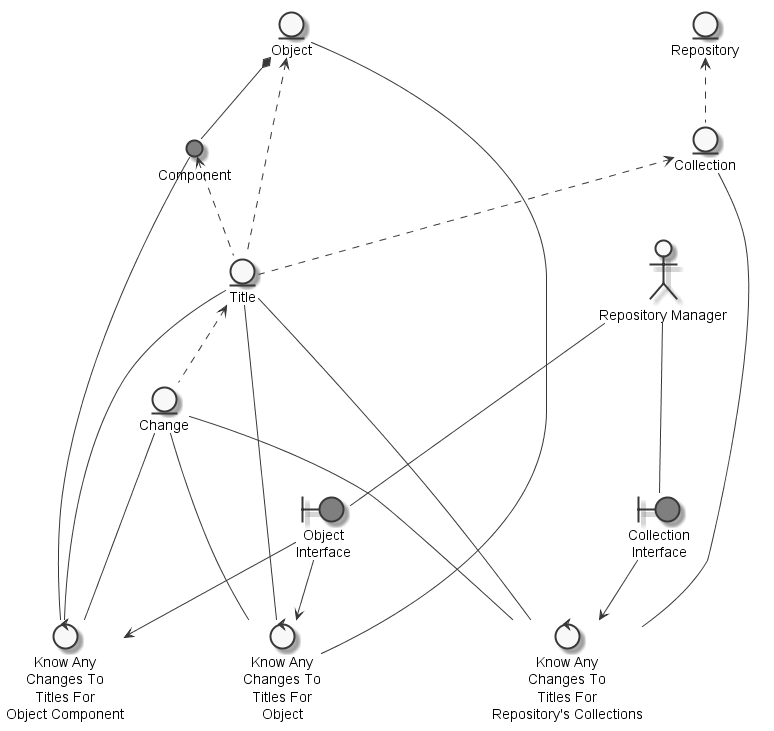 Object
Repository
Component
Collection
Title
Repository Manager
Change
Object
Interface
Collection
Interface
Know Any
Changes To
Titles For
Object Component
Know Any
Changes To
Titles For
Object
Know Any
Changes To
Titles For
Repository's Collections